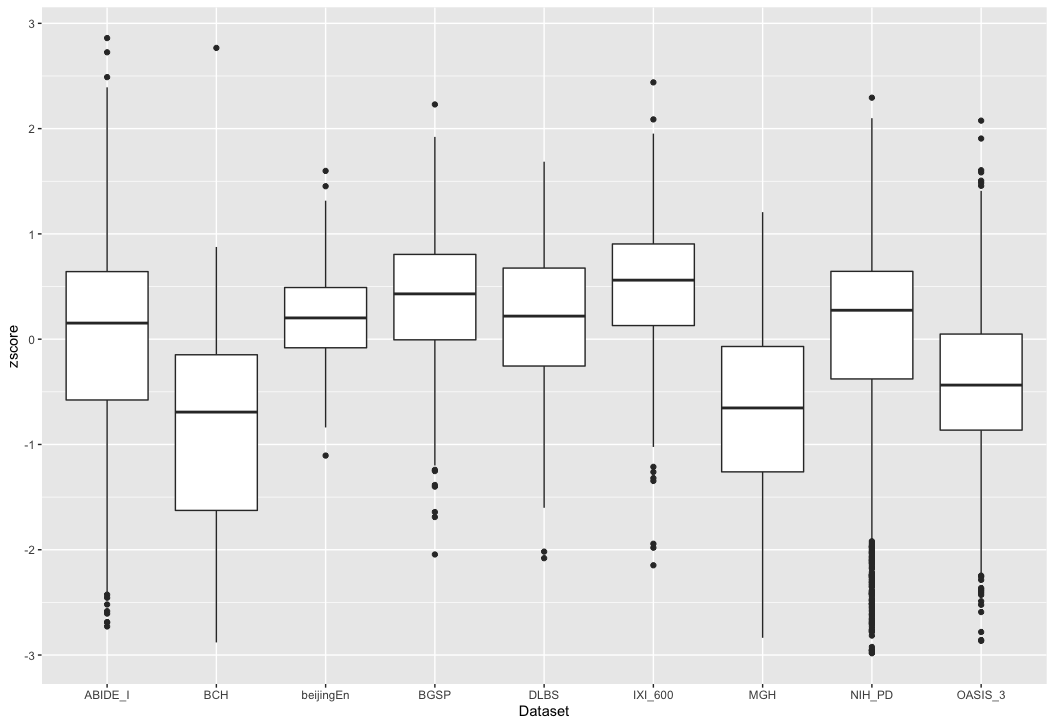 zscore
3
2
1
0
-1
-2
-3
ABIDE_I BCH beijingEn BGSP DLBS IXI_600 MGH NIH_PD OASIS_3
Dataset